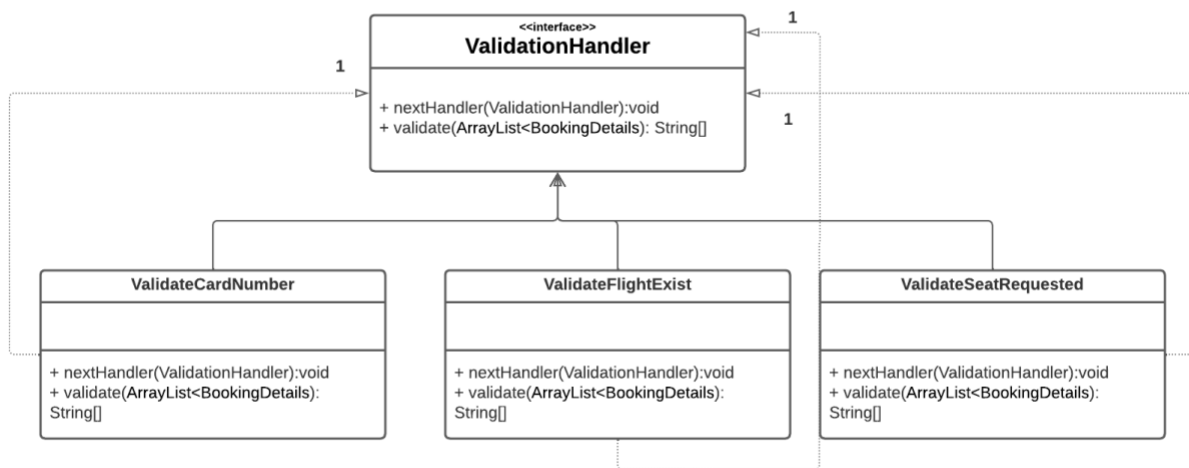 1
<<interface>>
ValidationHandler
1
+ nextHandler(ValidationHandler):void
+ validate(ArrayList<BookingDetails): String[]
1
ValidateCardNumber
+ nextHandler(ValidationHandler):void
+ validate(ArrayList<BookingDetails):
String[]
ValidateFlightExist
+ nextHandler(ValidationHandler):void
+ validate(ArrayList<BookingDetails):
String[]
ValidateSeatRequested
+ nextHandler(ValidationHandler):void
+ validate(ArrayList<BookingDetails):
String[]